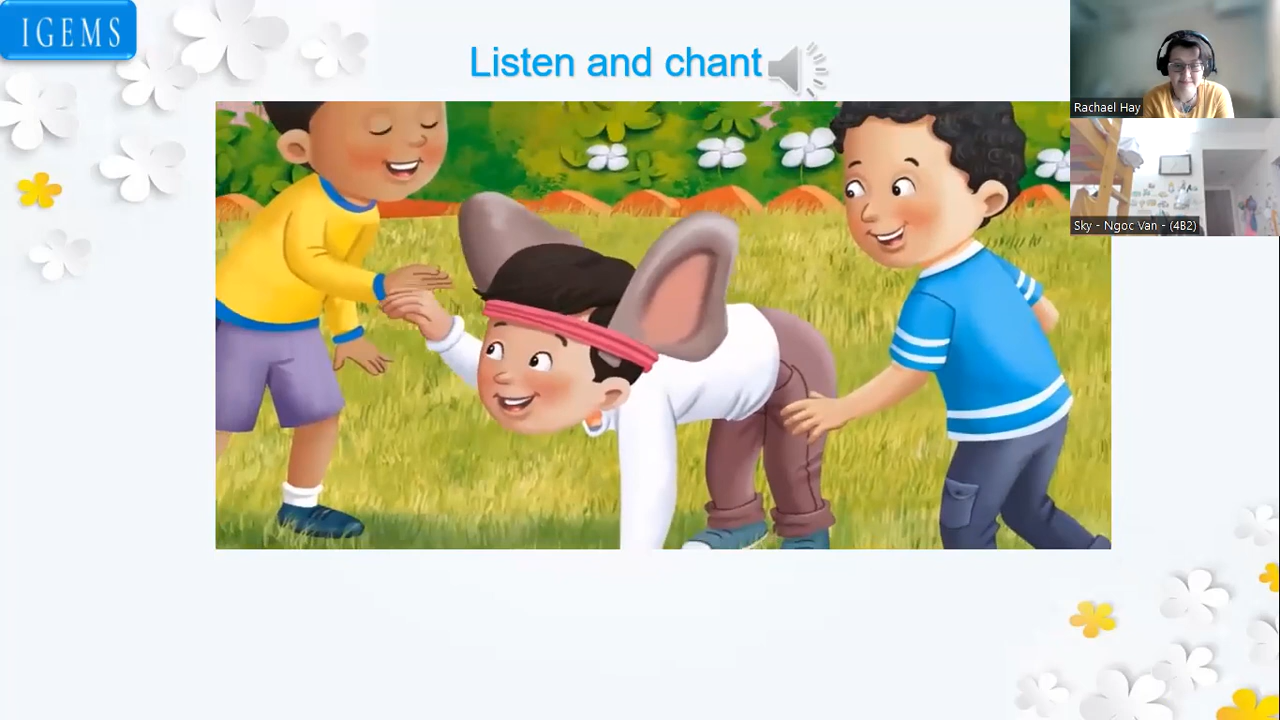 IGEMS
Listen and chant
Rachael Hay
Sky - Ngoc Van - (4B2)